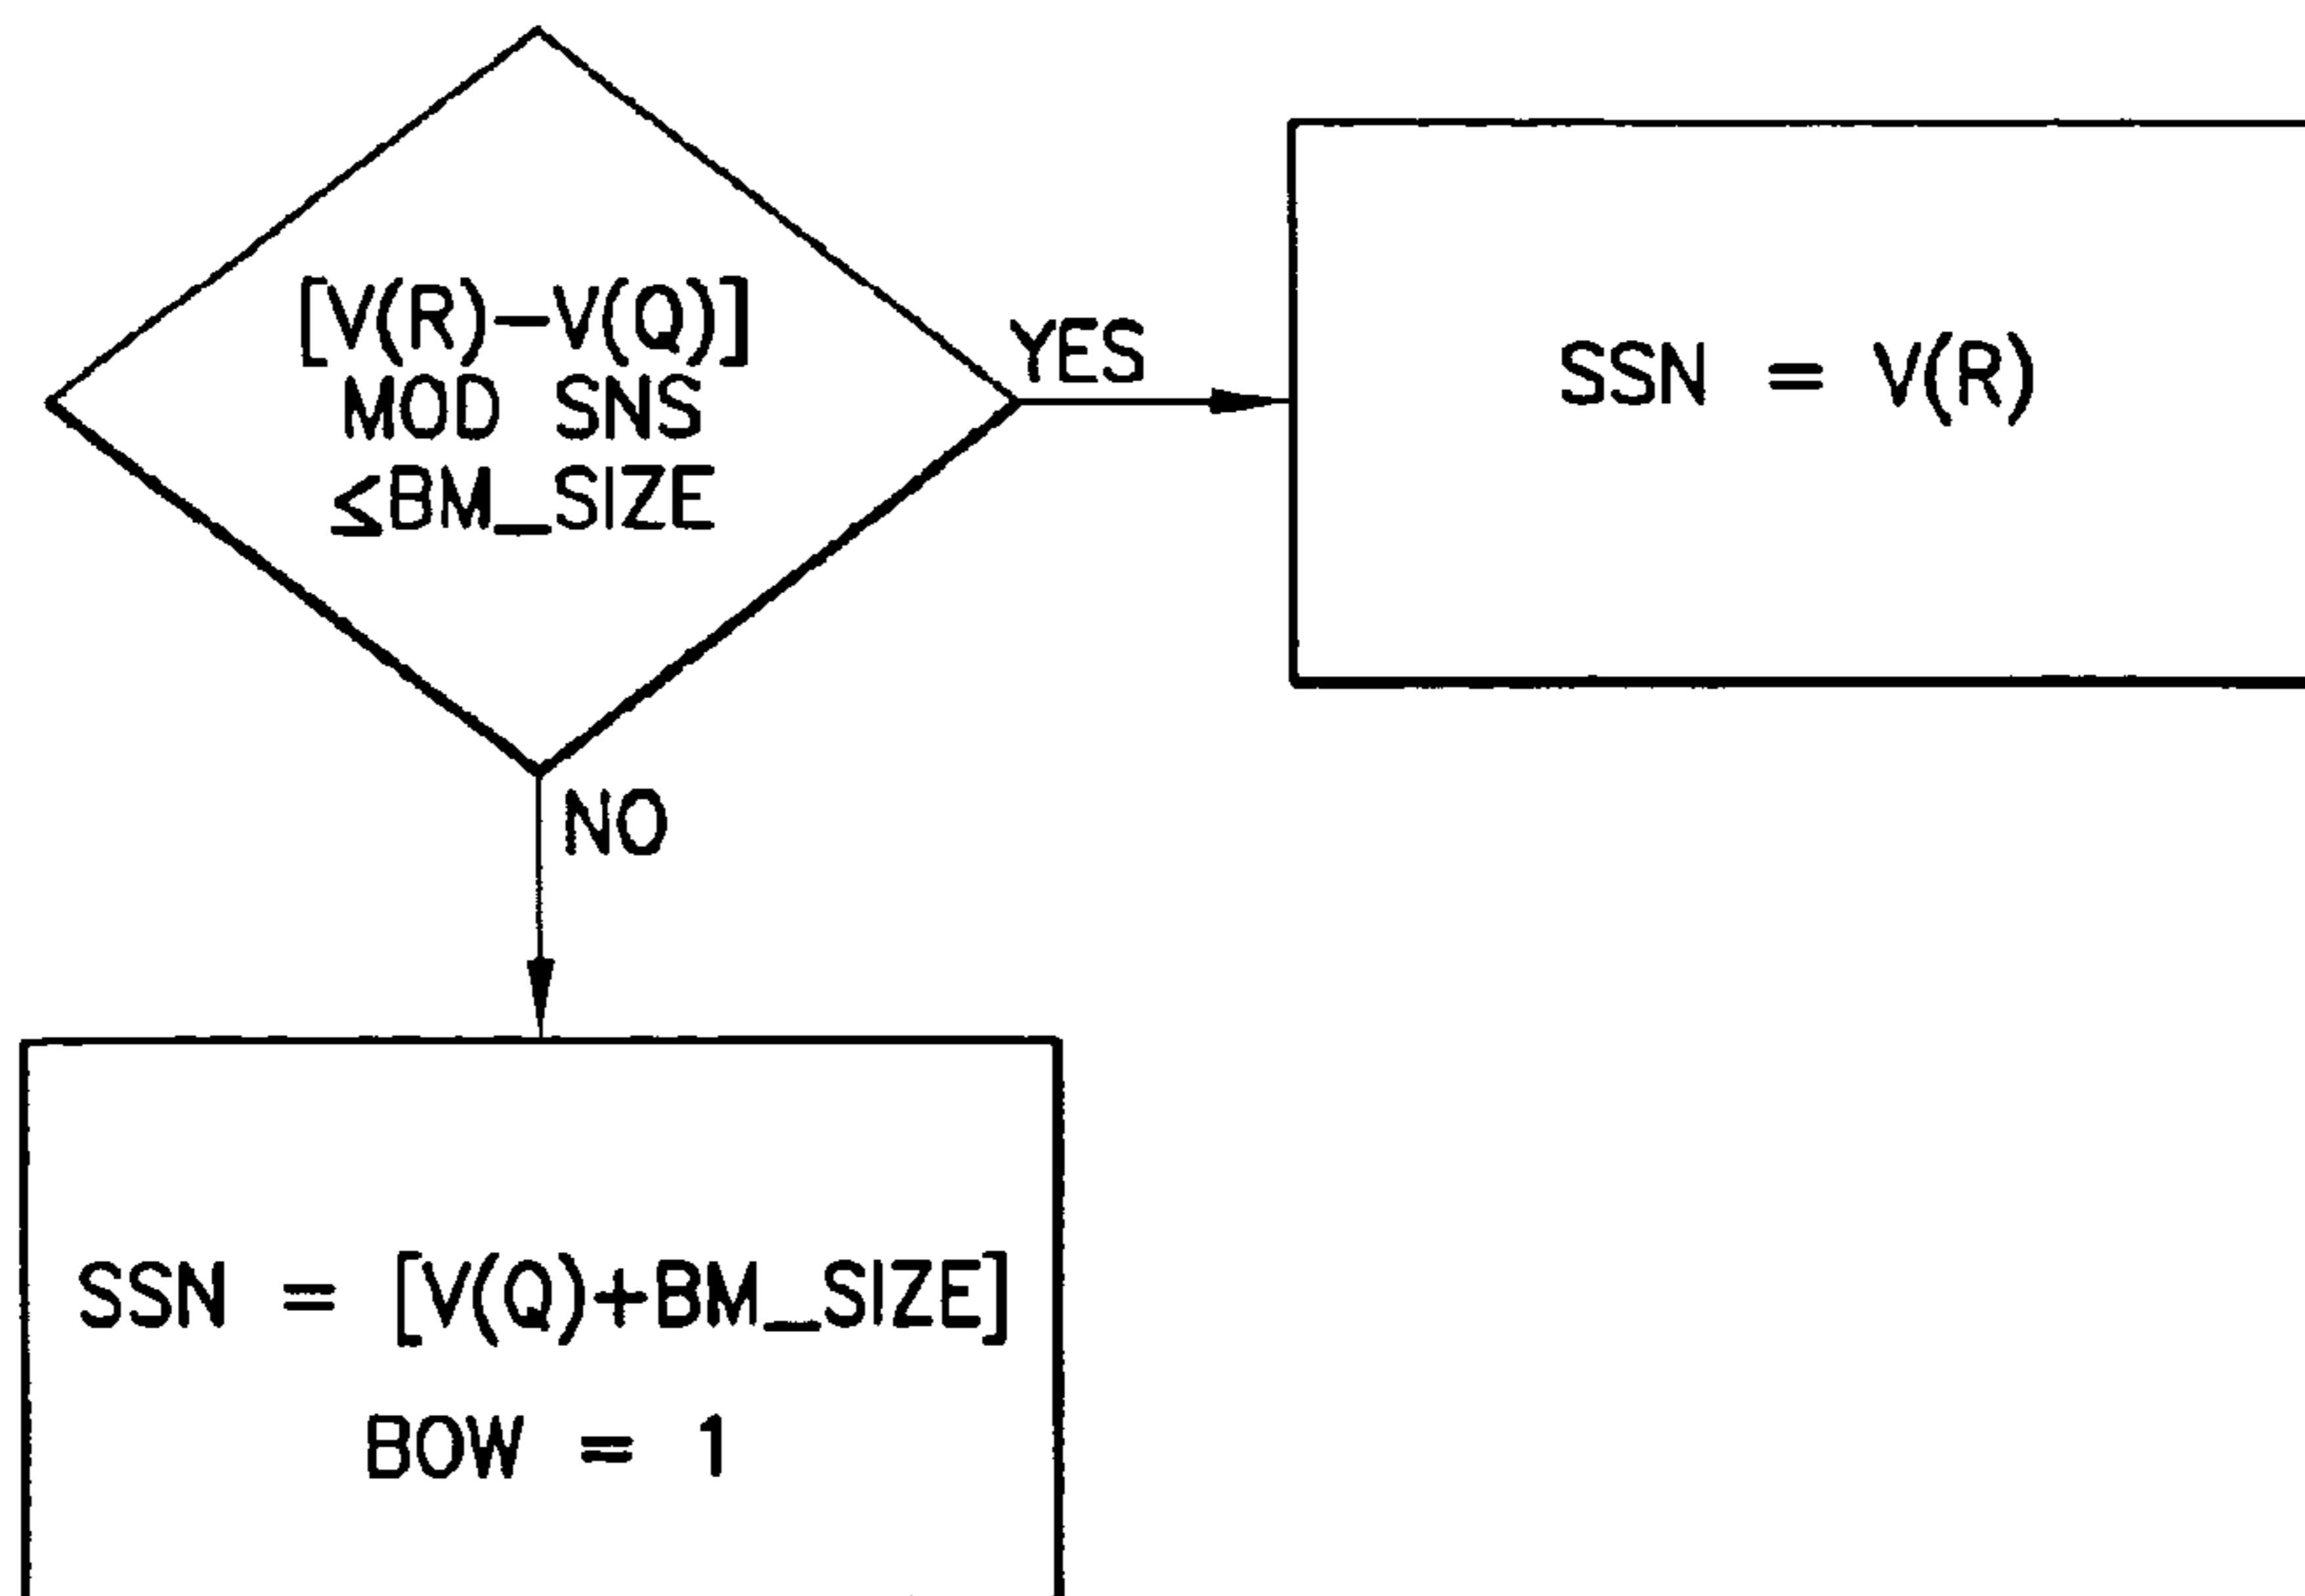 [V(R)–V(Q)]
MOD SNS
≤BM_SIZE
YES
SSN = V(R)
NO
SSN = [V(Q)+BM_SIZE]
BOW = 1